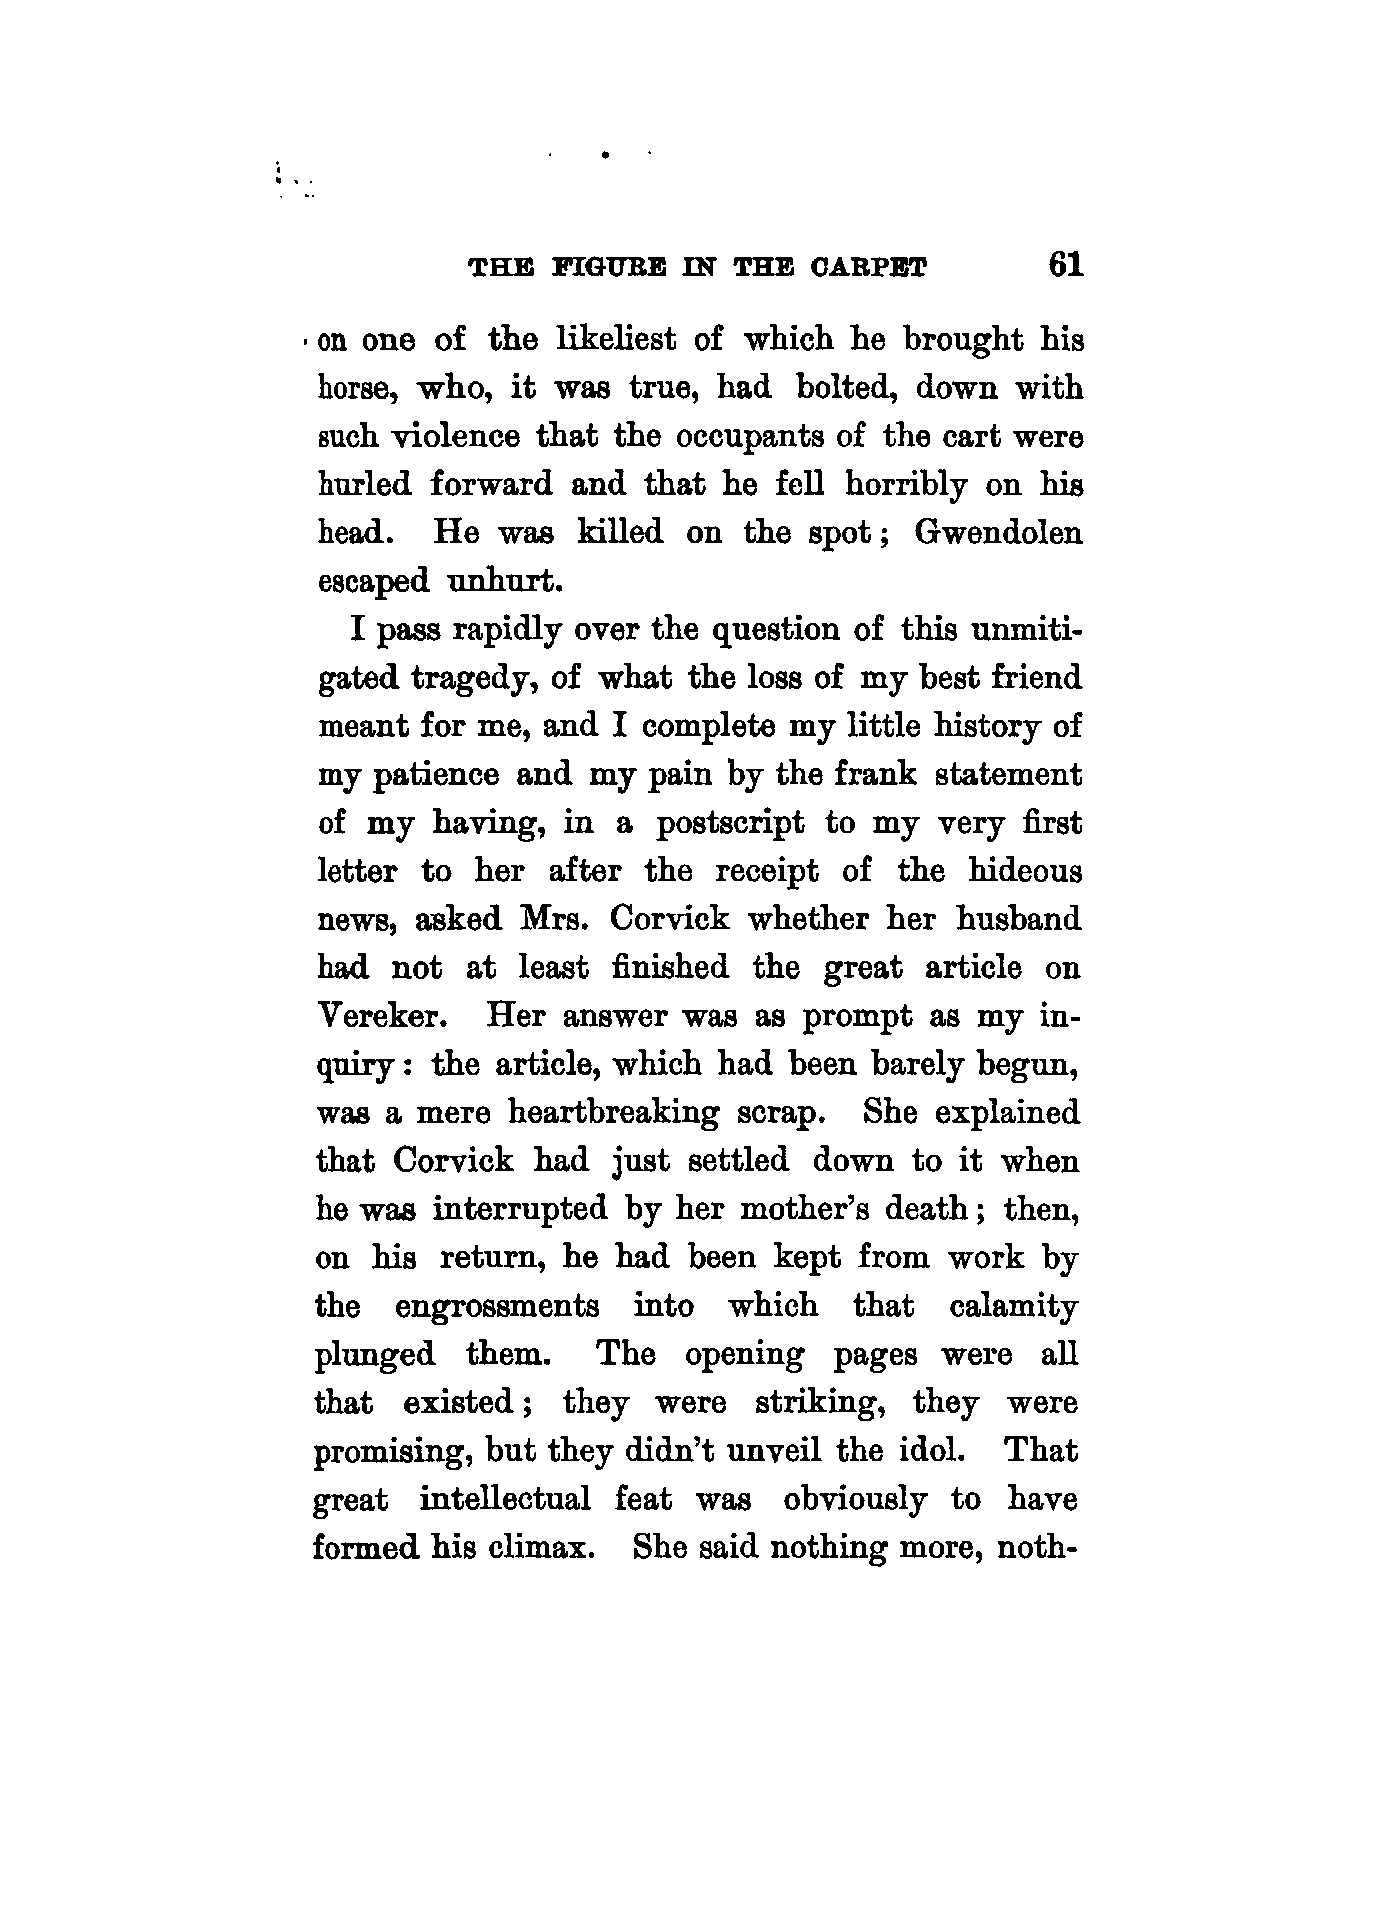 THE FIGURE IN THE CARPET 61
on one of the likeliest of which he brought his
horse, who, it was true, had bolted, down with
such violence that the occupants of the cart were
hurled forward and that he fell horribly on his
head. He was killed on the spot; Gwendolen
escaped unhurt.
I pass rapidly over the question of this unmiti-
gated tragedy, of what the loss of my best friend
meant for me, and I complete my little history of
my patience and my pain by the frank statement
of my having, in a postscript to my very first
letter to her after the receipt of the hideous
news, asked Mrs. Corvick whether her husband
had not at least finished the great article on
Vereker. Her answer was as prompt as my in-
quiry: the article, which had been barely begun,
was a mere heartbreaking scrap. She explained
that Corvick had just settled down to it when
he was interrupted by her mother's death; then,
on his return, he had been kept from work by
the engrossments into which that calamity
plunged them. The opening pages were all
that existed; they were striking, they were
promising, but they didn't unveil the idol. That
great intellectual feat was obviously to have
formed his climax. She said nothing more, noth-